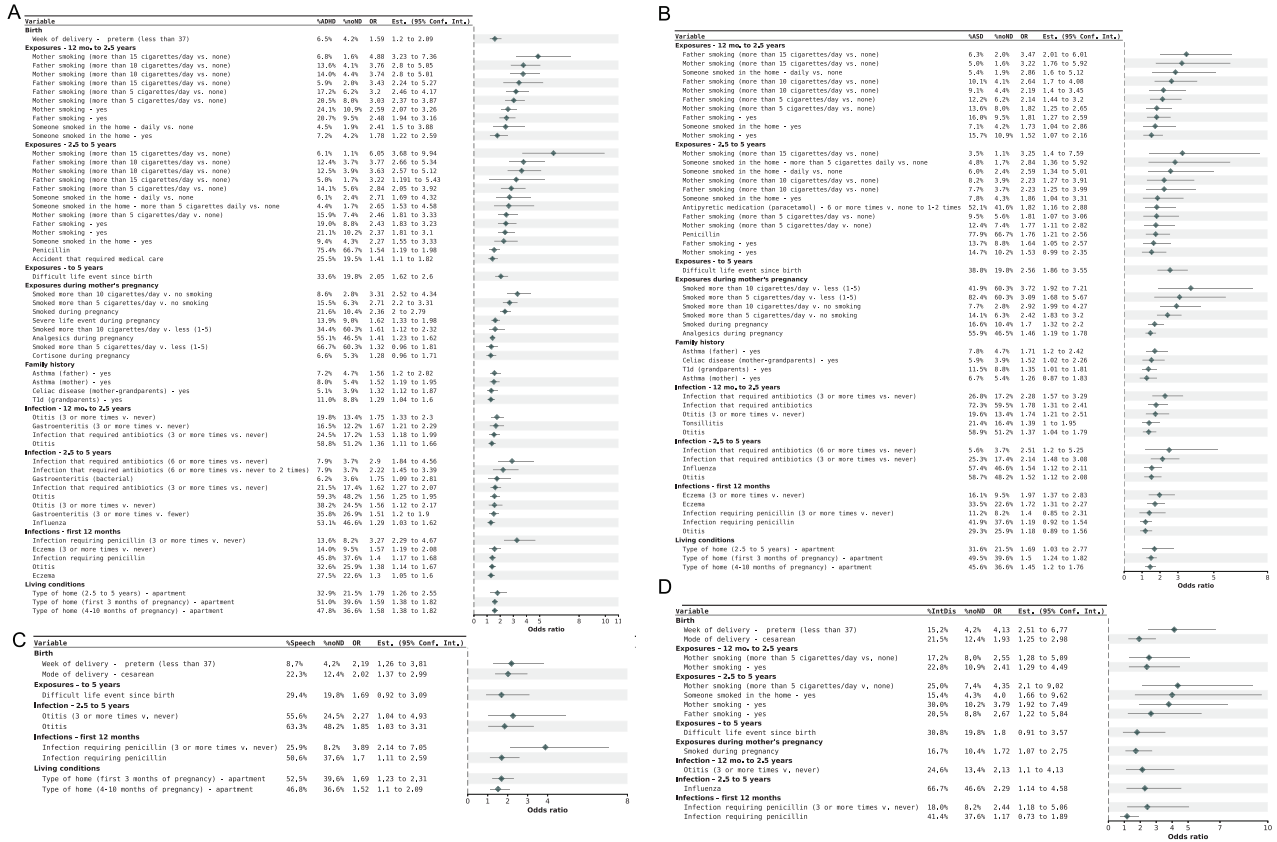 A
Variable %ADHD %noND OR Est. (95% Conf. Int.)
Birth
Week of delivery - preterm (less than 37) 6.5% 4.2% 1.59 1.2 to 2.09
Exposures - 12 mo. to 2.5 years
Mother smoking (more than 15 cigarettes/day vs. none) 6.8% 1.6% 4.88 3.23 to 7.36
Father smoking (more than 10 cigarettes/day vs. none) 13.6% 4.1% 3.76 2.8 to 5.05
Mother smoking (more than 10 cigarettes/day vs. none) 14.0% 4.4% 3.74 2.8 to 5.01
Father smoking (more than 15 cigarettes/day vs. none) 5.9% 2.0% 3.43 2.24 to 5.27
Father smoking (more than 5 cigarettes/day vs. none) 17.2% 6.2% 3.2 2.46 to 4.17
Mother smoking (more than 5 cigarettes/day vs. none) 20.5% 8.0% 3.03 2.37 to 3.87
Mother smoking - yes 24.1% 10.9% 2.59 2.07 to 3.26
Father smoking - yes 20.7% 9.5% 2.48 1.94 to 3.16
Someone smoked in the home - daily vs. none 4.5% 1.9% 2.41 1.5 to 3.88
Someone smoked in the home - yes 7.2% 4.2% 1.78 1.22 to 2.59
Exposures - 2.5 to 5 years
Mother smoking (more than 15 cigarettes/day vs. none) 6.1% 1.1% 6.05 3.68 to 9.94
Father smoking (more than 10 cigarettes/day vs. none) 12.4% 3.7% 3.77 2.66 to 5.34
Mother smoking (more than 10 cigarettes/day vs. none) 12.5% 3.9% 3.63 2.57 to 5.12
Father smoking (more than 15 cigarettes/day vs. none) 5.0% 1.7% 3.22 1.191 to 5.43
Father smoking (more than 5 cigarettes/day vs. none) 14.1% 5.6% 2.84 2.05 to 3.92
Someone smoked in the home - daily vs. none 6.1% 2.4% 2.71 1.69 to 4.32
Someone smoked in the home - more than 5 cigarettes daily vs. none 4.4% 1.7% 2.65 1.53 to 4.58
Mother smoking (more than 5 cigarettes/day v. none) 15.9% 7.4% 2.46 1.81 to 3.33
Father smoking - yes 19.0% 8.8% 2.43 1.83 to 3.23
Mother smoking - yes 21.1% 10.2% 2.37 1.81 to 3.1
Someone smoked in the home - yes 9.4% 4.3% 2.27 1.55 to 3.33
Penicillin 75.4% 66.7% 1.54 1.19 to 1.98
Accident that required medical care 25.5% 19.5% 1.41 1.1 to 1.82
Exposures - to 5 years
Difficult life event since birth 33.6% 19.8% 2.05 1.62 to 2.6
Exposures during mother's pregnancy
Smoked more than 10 cigarettes/day v. no smoking 8.6% 2.8% 3.31 2.52 to 4.34
Smoked more than 5 cigarettes/day v. no smoking 15.5% 6.3% 2.71 2.2 to 3.31
Smoked during pregnancy 21.6% 10.4% 2.36 2 to 2.79
Severe life event during pregnancy 13.9% 9.0% 1.62 1.33 to 1.98
Smoked more than 10 cigarettes/day v. less (1-5) 34.4% 60.3% 1.61 1.12 to 2.32
Analgesics during pregnancy 55.1% 46.5% 1.41 1.23 to 1.62
Smoked more than 5 cigarettes/day v. less (1-5) 66.7% 60.3% 1.32 0.96 to 1.81
Cortisone during pregnancy 6.6% 5.3% 1.28 0.96 to 1.71
Family history
Asthma (father) - yes 7.2% 4.7% 1.56 1.2 to 2.02
Asthma (mother) - yes 8.0% 5.4% 1.52 1.19 to 1.95
Celiac disease (mother-grandparents) - yes 5.1% 3.9% 1.32 1.12 to 1.87
T1d (grandparents) - yes 11.0% 8.8% 1.29 1.04 to 1.6
Infection - 12 mo. to 2.5 years
Otitis (3 or more times v. never) 19.8% 13.4% 1.75 1.33 to 2.3
Gastroenteritis (3 or more times v. never) 16.5% 12.2% 1.67 1.21 to 2.29
Infection that required antibiotics (3 or more times vs. never) 24.5% 17.2% 1.53 1.18 to 1.99
Otitis 58.8% 51.2% 1.36 1.11 to 1.66
Infection - 2.5 to 5 years
Infection that required antibiotics (6 or more times vs. never) 7.9% 3.7% 2.9 1.84 to 4.56
Infection that required antibiotics (6 or more times vs. never to 2 times) 7.9% 3.7% 2.22 1.45 to 3.39
Gastroenteritis (bacterial) 6.2% 3.6% 1.75 1.09 to 2.81
Infection that required antibiotics (3 or more times vs. never) 21.5% 17.4% 1.62 1.27 to 2.07
Otitis 59.3% 48.2% 1.56 1.25 to 1.95
Otitis (3 or more times v. never) 38.2% 24.5% 1.56 1.12 to 2.17
Gastroenteritis (3 or more times v. fewer) 35.8% 26.9% 1.51 1.2 to 1.9
Influenza 53.1% 46.6% 1.29 1.03 to 1.62
Infections - first 12 months
Infection requiring penicillin (3 or more times v. never) 13.6% 8.2% 3.27 2.29 to 4.67
Eczema (3 or more times v. never) 14.0% 9.5% 1.57 1.19 to 2.08
Infection requiring penicillin 45.8% 37.6% 1.4 1.17 to 1.68
Otitis 32.6% 25.9% 1.38 1.14 to 1.67
Eczema 27.5% 22.6% 1.3 1.05 to 1.6
Living conditions
Type of home (2.5 to 5 years) - apartment 32.9% 21.5% 1.79 1.26 to 2.55
Type of home (first 3 months of pregnancy) - apartment 51.0% 39.6% 1.59 1.38 to 1.82
Type of home (4-10 months of pregnancy) - apartment 47.8% 36.6% 1.58 1.38 to 1.82
0 1 2 3 4 5 8 10 11
Odds ratio
B
Variable %ASD %noND OR Est. (95% Conf. Int.)
Exposures - 12 mo. to 2.5 years
Father smoking (more than 15 cigarettes/day vs. none) 6.3% 2.0% 3.47 2.01 to 6.01
Mother smoking (more than 15 cigarettes/day vs. none) 5.0% 1.6% 3.22 1.76 to 5.92
Someone smoked in the home - daily vs. none 5.4% 1.9% 2.86 1.6 to 5.12
Father smoking (more than 10 cigarettes/day vs. none) 10.1% 4.1% 2.64 1.7 to 4.08
Mother smoking (more than 10 cigarettes/day vs. none) 9.1% 4.4% 2.19 1.4 to 3.45
Father smoking (more than 5 cigarettes/day vs. none) 12.2% 6.2% 2.14 1.44 to 3.2
Mother smoking (more than 5 cigarettes/day vs. none) 13.6% 8.0% 1.82 1.25 to 2.65
Father smoking - yes 16.0% 9.5% 1.81 1.27 to 2.59
Someone smoked in the home - yes 7.1% 4.2% 1.73 1.04 to 2.86
Mother smoking - yes 15.7% 10.9% 1.52 1.07 to 2.16
Exposures - 2.5 to 5 years
Mother smoking (more than 15 cigarettes/day vs. none) 3.5% 1.1% 3.25 1.4 to 7.59
Someone smoked in the home - more than 5 cigarettes daily vs. none 4.8% 1.7% 2.84 1.36 to 5.92
Someone smoked in the home - daily vs. none 6.0% 2.4% 2.59 1.34 to 5.01
Mother smoking (more than 10 cigarettes/day vs. none) 8.2% 3.9% 2.23 1.27 to 3.91
Father smoking (more than 10 cigarettes/day vs. none) 7.7% 3.7% 2.23 1.25 to 3.99
Someone smoked in the home - yes 7.8% 4.3% 1.86 1.04 to 3.31
Antipyretic medication (paracetamol) - 6 or more times v. none to 1-2 times 52.1% 41.6% 1.82 1.16 to 2.88
Father smoking (more than 5 cigarettes/day vs. none) 9.5% 5.6% 1.81 1.07 to 3.06
Mother smoking (more than 5 cigarettes/day v. none) 12.4% 7.4% 1.77 1.11 to 2.82
Penicillin 77.9% 66.7% 1.76 1.21 to 2.56
Father smoking - yes 13.7% 8.8% 1.64 1.05 to 2.57
Mother smoking - yes 14.7% 10.2% 1.53 0.99 to 2.35
Exposures - to 5 years
Difficult life event since birth 38.8% 19.8% 2.56 1.86 to 3.55
Exposures during mother's pregnancy
Smoked more than 10 cigarettes/day v. less (1-5) 41.9% 60.3% 3.72 1.92 to 7.21
Smoked more than 5 cigarettes/day v. less (1-5) 82.4% 60.3% 3.09 1.68 to 5.67
Smoked more than 10 cigarettes/day v. no smoking 7.7% 2.8% 2.92 1.99 to 4.27
Smoked more than 5 cigarettes/day v. no smoking 14.1% 6.3% 2.42 1.83 to 3.2
Smoked during pregnancy 16.6% 10.4% 1.7 1.32 to 2.2
Analgesics during pregnancy 55.9% 46.5% 1.46 1.19 to 1.78
Family history
Asthma (father) - yes 7.8% 4.7% 1.71 1.2 to 2.42
Celiac disease (mother-grandparents) - yes 5.9% 3.9% 1.52 1.02 to 2.26
T1d (grandparents) - yes 11.5% 8.8% 1.35 1.01 to 1.81
Asthma (mother) - yes 6.7% 5.4% 1.26 0.87 to 1.83
Infection - 12 mo. to 2.5 years
Infection that required antibiotics (3 or more times vs. never) 26.8% 17.2% 2.28 1.57 to 3.29
Infection that required antibiotics 72.3% 59.5% 1.78 1.31 to 2.41
Otitis (3 or more times v. never) 19.6% 13.4% 1.74 1.21 to 2.51
Tonsillitis 21.4% 16.4% 1.39 1 to 1.95
Otitis 58.9% 51.2% 1.37 1.04 to 1.79
Infection - 2.5 to 5 years
Infection that required antibiotics (6 or more times vs. never) 5.6% 3.7% 2.51 1.2 to 5.25
Infection that required antibiotics (3 or more times vs. never) 25.3% 17.4% 2.14 1.48 to 3.08
Influenza 57.4% 46.6% 1.54 1.12 to 2.11
Otitis 58.7% 48.2% 1.52 1.12 to 2.08
Infections - first 12 months
Eczema (3 or more times v. never) 16.1% 9.5% 1.97 1.37 to 2.83
Eczema 33.5% 22.6% 1.72 1.31 to 2.27
Infection requiring penicillin (3 or more times v. never) 11.2% 8.2% 1.4 0.85 to 2.31
Infection requiring penicillin 41.9% 37.6% 1.19 0.92 to 1.54
Otitis 29.3% 25.9% 1.18 0.89 to 1.56
Living conditions
Type of home (2.5 to 5 years) - apartment 31.6% 21.5% 1.69 1.03 to 2.77
Type of home (first 3 months of pregnancy) - apartment 49.5% 39.6% 1.5 1.24 to 1.82
Type of home (4-10 months of pregnancy) - apartment 45.6% 36.6% 1.45 1.2 to 1.76
0 1 2 3 5 8
Odds ratio
C
Variable %Speech %noND OR Est. (95% Conf. Int.)
Birth
Week of delivery - preterm (less than 37) 8,7% 4,2% 2,19 1,26 to 3,81
Mode of delivery - cesarean 22.3% 12.4% 2.02 1.37 to 2.99
Exposures - to 5 years
Difficult life event since birth 29.4% 19.8% 1.69 0.92 to 3.09
Infection - 2.5 to 5 years
Otitis (3 or more times v. never) 55,6% 24,5% 2,27 1,04 to 4,93
Otitis 63.3% 48.2% 1.85 1.03 to 3.31
Infections - first 12 months
Infection requiring penicillin (3 or more times v. never) 25.9% 8.2% 3.89 2.14 to 7.05
Infection requiring penicillin 50,6% 37,6% 1,7 1,11 to 2,59
Living conditions
Type of home (first 3 months of pregnancy) - apartment 52,5% 39,6% 1,69 1,23 to 2,31
Type of home (4-10 months of pregnancy) - apartment 46.8% 36.6% 1.52 1.1 to 2.09
0 1 2 4 8
Odds ratio
D
Variable %IntDis %noND OR Est. (95% Conf. Int.)
Birth
Week of delivery - preterm (less than 37) 15,2% 4,2% 4,13 2,51 to 6,77
Mode of delivery - cesarean 21,5% 12.4% 1.93 1.25 to 2.98
Exposures - 12 mo. to 2.5 years
Mother smoking (more than 5 cigarettes/day vs, none) 17,2% 8,0% 2,55 1,28 to 5,09
Mother smoking - yes 22,8% 10,9% 2,41 1,29 to 4,49
Exposures - 2.5 to 5 years
Mother smoking (more than 5 cigarettes/day v, none) 25,0% 7,4% 4,35 2,1 to 9,02
Someone smoked in the home - yes 15.4% 4.3% 4.0 1.66 to 9.62
Mother smoking - yes 30.0% 10.2% 3.79 1.92 to 7.49
Father smoking - yes 20,5% 8,8% 2,67 1,22 to 5,84
Exposures - to 5 years
Difficult life event since birth 30.8% 19.8% 1.8 0.91 to 3.57
Exposures during mother's pregnancy
Smoked during pregnancy 16.7% 10.4% 1.72 1.07 to 2.75
Infection - 12 mo. to 2.5 years
Otitis (3 or more times v, never) 24,6% 13,4% 2,13 1,1 to 4,13
Infection - 2.5 to 5 years
Influenza 66.7% 46.6% 2.29 1.14 to 4.58
Infections - first 12 months
Infection requiring penicillin (3 or more times v, never) 18,0% 8,2% 2,44 1,18 to 5,06
Infection requiring penicillin 41.4% 37.6% 1.17 0.73 to 1.89
0 1 2 3 5 7 10
Odds ratio